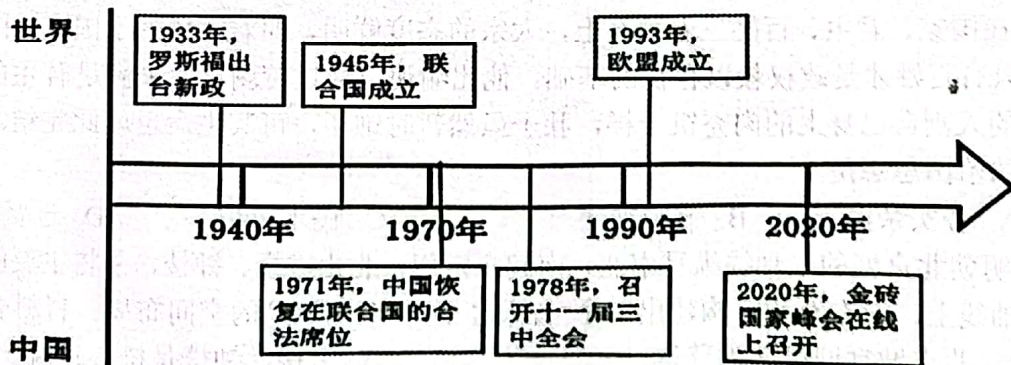 世界
1933年，
罗斯福出
台新政
1945年，联
合国成立
1993年，
欧盟成立
1940年
1970年
1990年
2020年
1971年，中国恢
复在联合国的合
法席位
1978年，召
开十一届三
中全会
2020年，金砖
国家峰会在线
上召开
中国